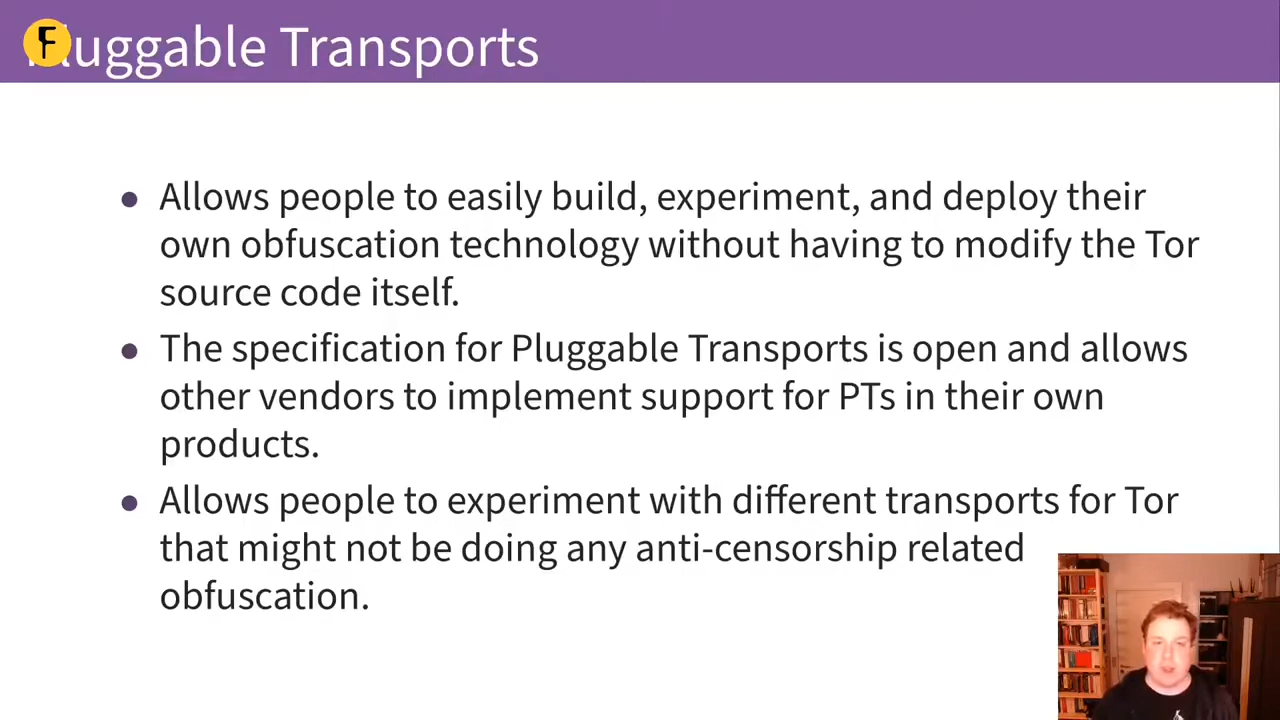 Pluggable Transports
F
• Allows people to easily build, experiment, and deploy their
own obfuscation technology without having to modify the Tor
source code itself.
• The specification for Pluggable Transports is open and allows
other vendors to implement support for PTs in their own
products.
• Allows people to experiment with different transports for Tor
that might not be doing any anti-censorship related
obfuscation.